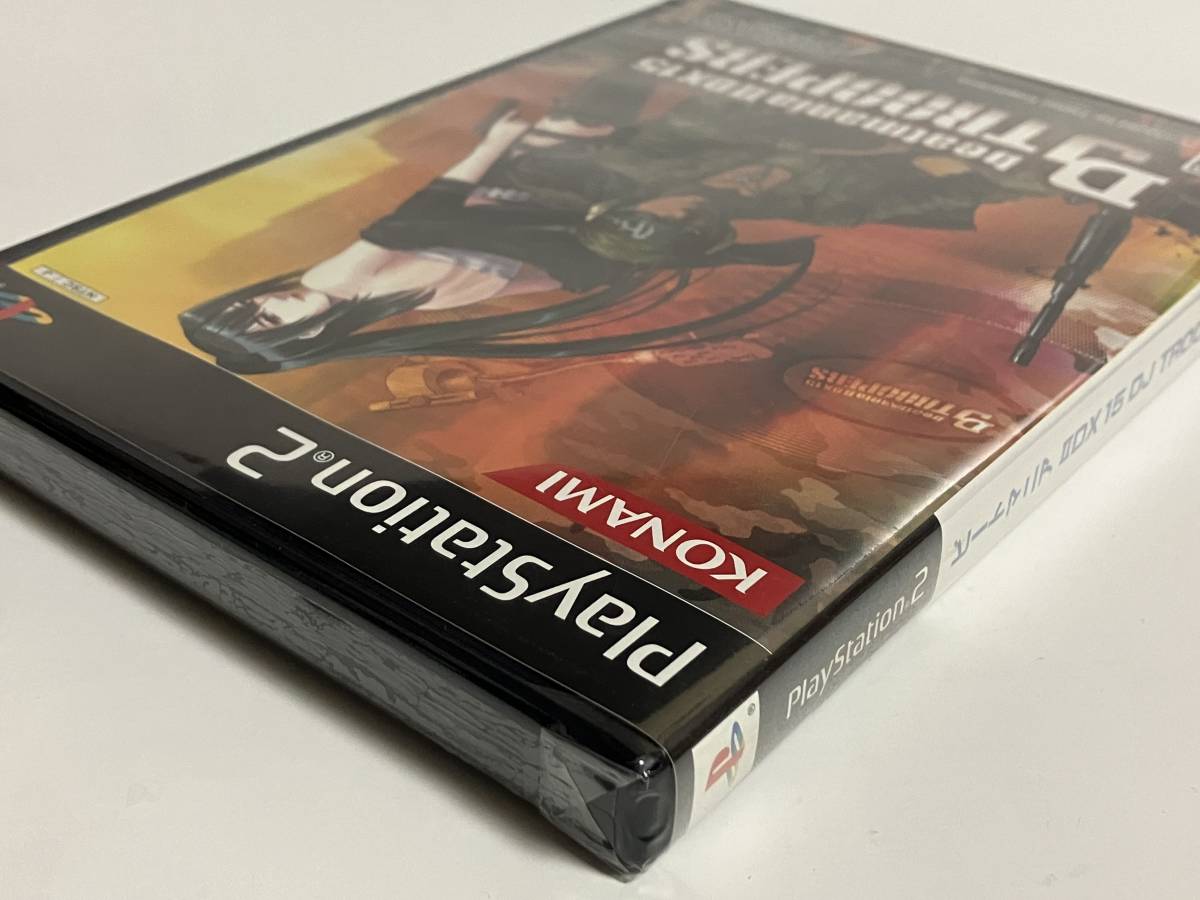 PlayStation®2
KONAMI
beatmania IIDX 15
DJ TROOPERS
beatmania IIDX 15
DJ TROOPERS
NTSC J
PlayStation®2
ビートマニア IIDX 15 DJ TROO